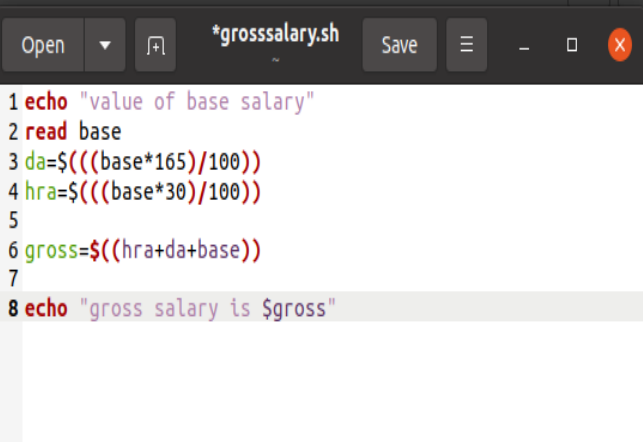 Open
*grosssalary.sh
~
Save
1 echo "value of base salary"
2 read base
3 da=$(((base*165)/100))
4 hra=$(((base*30)/100))
5
6 gross=$((hra+da+base))
7
8 echo "gross salary is $gross"